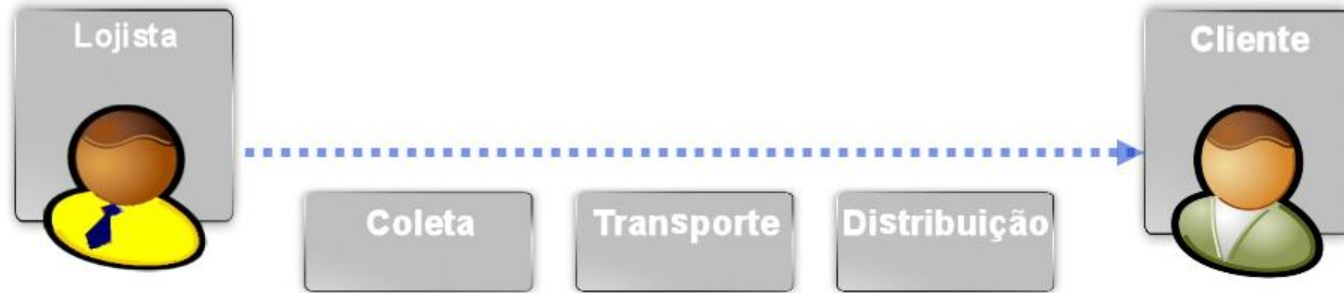 Lojista
Cliente
Coleta
Transporte
Distribuição